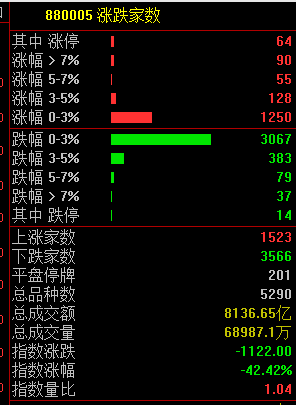 880005 涨跌家数
其中 涨停 64
涨幅 > 7% 90
涨幅 5-7% 55
涨幅 3-5% 128
涨幅 0-3% 1250
跌幅 0-3% 3067
跌幅 3-5% 383
跌幅 5-7% 79
跌幅 > 7% 37
其中 跌停 14
上涨家数 1523
下跌家数 3566
平盘停牌 201
总品种数 5290
总成交额 8136.65亿
总成交量 68987.1万
指数涨跌 -1122.00
指数涨幅 -42.42%
指数量比 1.04